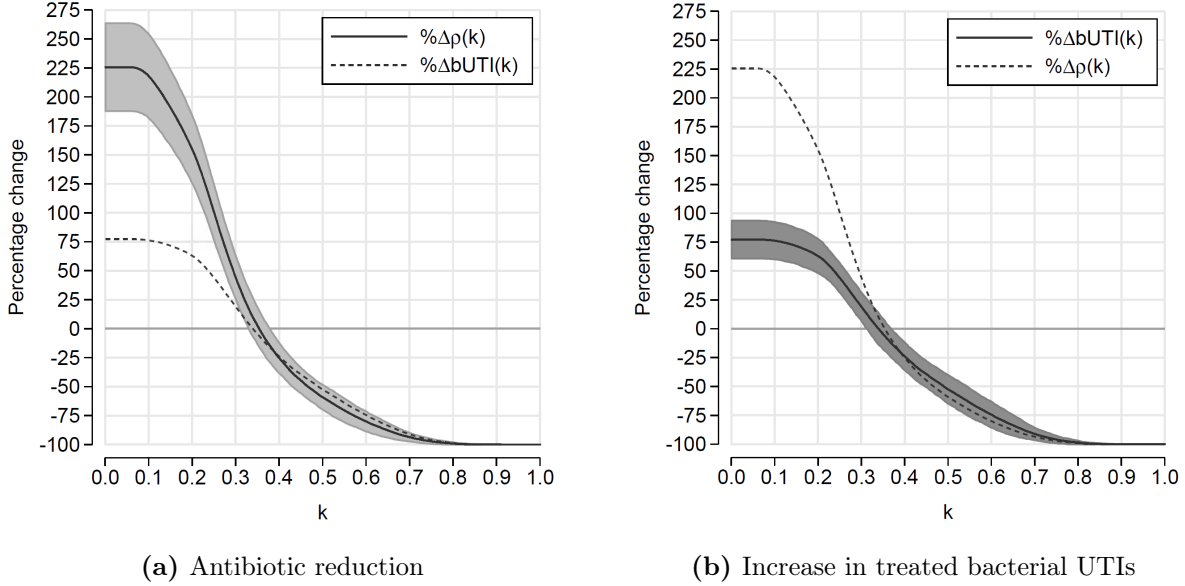 275
250
225
200
175
150
125
100
75
50
25
0
-25
-50
-75
-100
Percentage change
%Δρ(k)
%ΔbUTI(k)
0.0 0.1 0.2 0.3 0.4 0.5 0.6 0.7 0.8 0.9 1.0
k
(a) Antibiotic reduction
275
250
225
200
175
150
125
100
75
50
25
0
-25
-50
-75
-100
Percentage change
%ΔbUTI(k)
%Δρ(k)
0.0 0.1 0.2 0.3 0.4 0.5 0.6 0.7 0.8 0.9 1.0
k
(b) Increase in treated bacterial UTIs